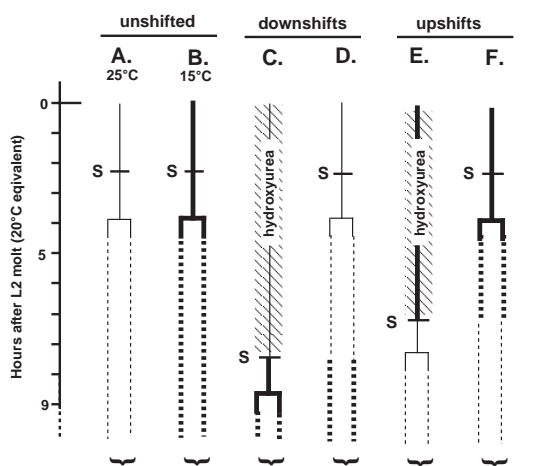 unshifted downshifts upshifts
A. B. C. D. E. F.
25°C 15°C
0
S S S S
hydroxyurea hydroxyurea
5
S
S
9
Hours after L2 molt (20°C eqivalent)